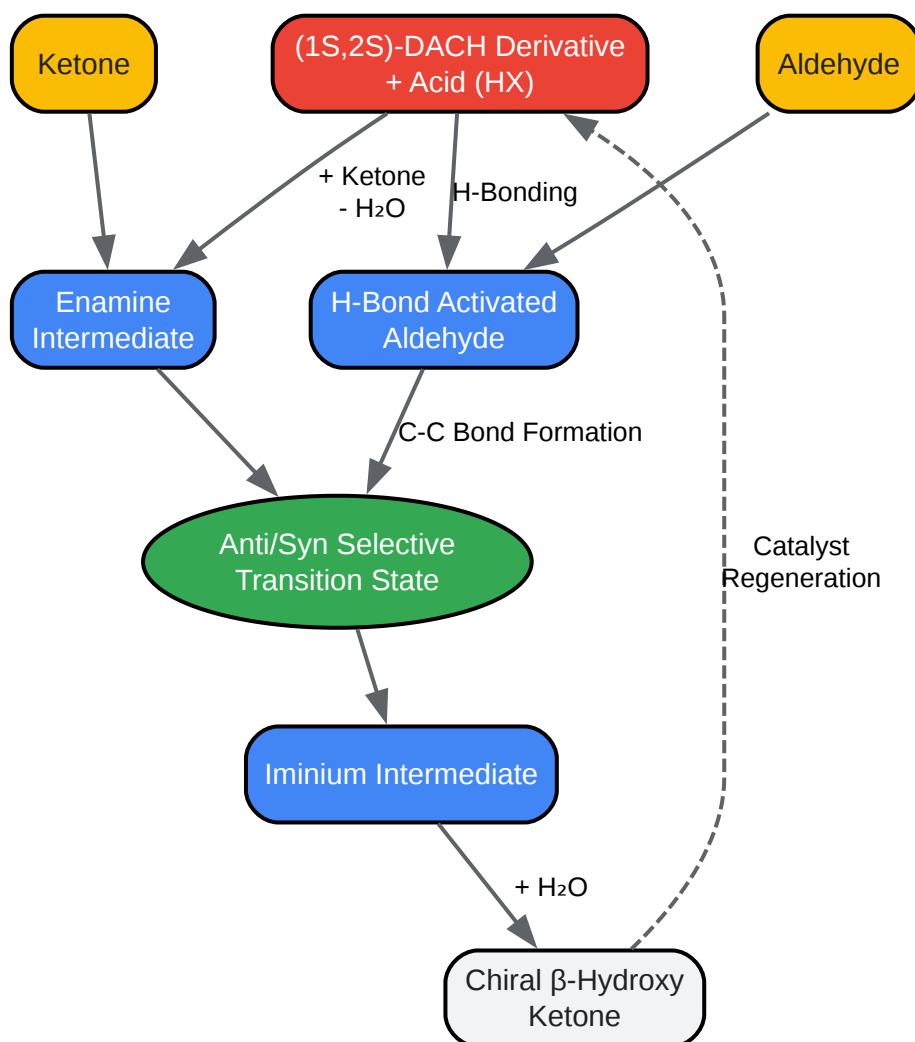 Ketone
(1S,2S)-DACH Derivative
+ Acid (HX)
Aldehyde
+ Ketone
- H₂O
H-Bonding
Enamine
Intermediate
H-Bond Activated
Aldehyde
C-C Bond Formation
Anti/Syn Selective
Transition State
Catalyst
Regeneration
Iminium Intermediate
+ H₂O
Chiral β-Hydroxy
Ketone